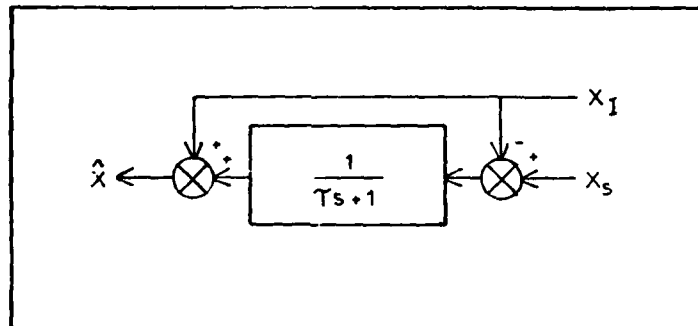 X_I
+
+
-
+
X̂
1
τs+1
X_s